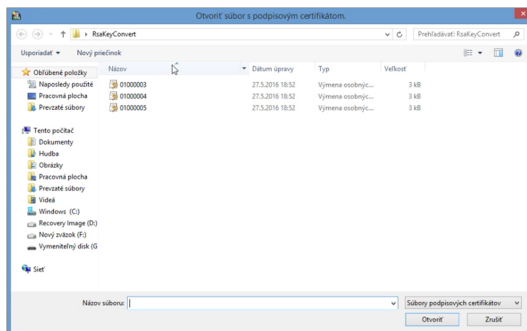 Otvoriť súbor s podpisovým certifikátom.
RsaKeyConvert
Prehľadávať: RsaKeyConvert
Usporiadať
Nový priečinok
Názov
Dátum úpravy
Typ
Veľkosť
Obľúbené položky
Naposledy použité
Pracovná plocha
Prevzaté súbory
01000003 27.5.2016 18:52 Výmena osobnýc... 3 kB
01000004 27.5.2016 18:52 Výmena osobnýc... 3 kB
01000005 27.5.2016 18:52 Výmena osobnýc... 3 kB
Tento počítač
Dokumenty
Hudba
Obrázky
Pracovná plocha
Prevzaté súbory
Videá
Windows (C:)
Recovery Image (D:)
Nový zväzok (F:)
Vymeniteľný disk (G
Sieť
Názov súboru:
Súbory podpisových certifikátov
Otvoriť
Zrušiť